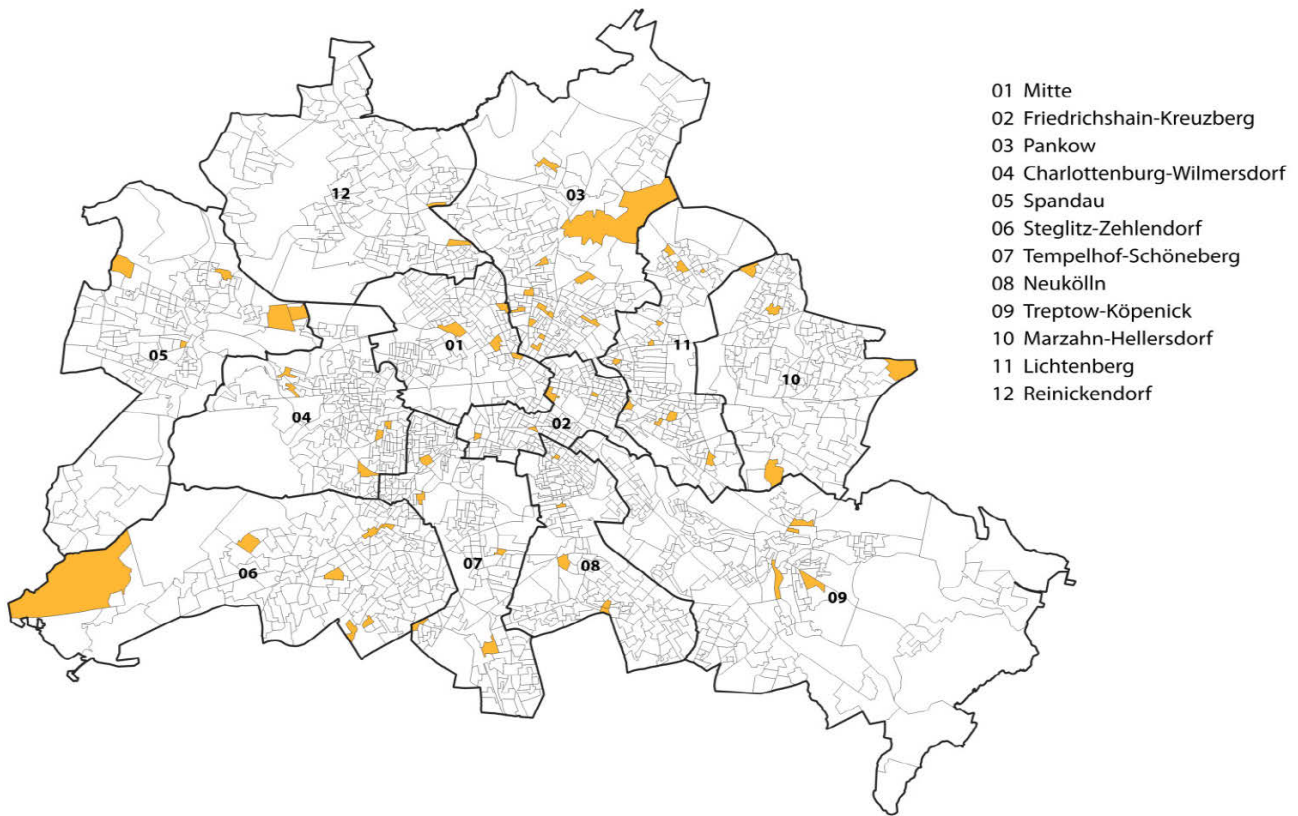 12
03
05
01
11
10
04
02
06
07
08
09
01 Mitte
02 Friedrichshain-Kreuzberg
03 Pankow
04 Charlottenburg-Wilmersdorf
05 Spandau
06 Steglitz-Zehlendorf
07 Tempelhof-Schöneberg
08 Neukölln
09 Treptow-Köpenick
10 Marzahn-Hellersdorf
11 Lichtenberg
12 Reinickendorf